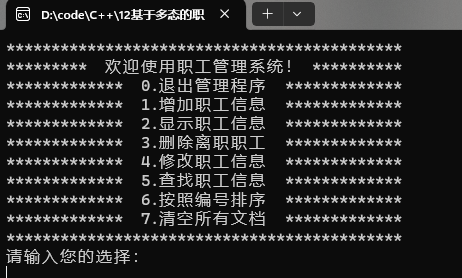 D:\code\C++\12基于多态的职
********************************************
*********  欢迎使用职工管理系统！ **********
*************  0.退出管理程序  *************
*************  1.增加职工信息  *************
*************  2.显示职工信息  *************
*************  3.删除离职职工  *************
*************  4.修改职工信息  *************
*************  5.查找职工信息  *************
*************  6.按照编号排序  *************
*************  7.清空所有文档  *************
********************************************
请输入您的选择：